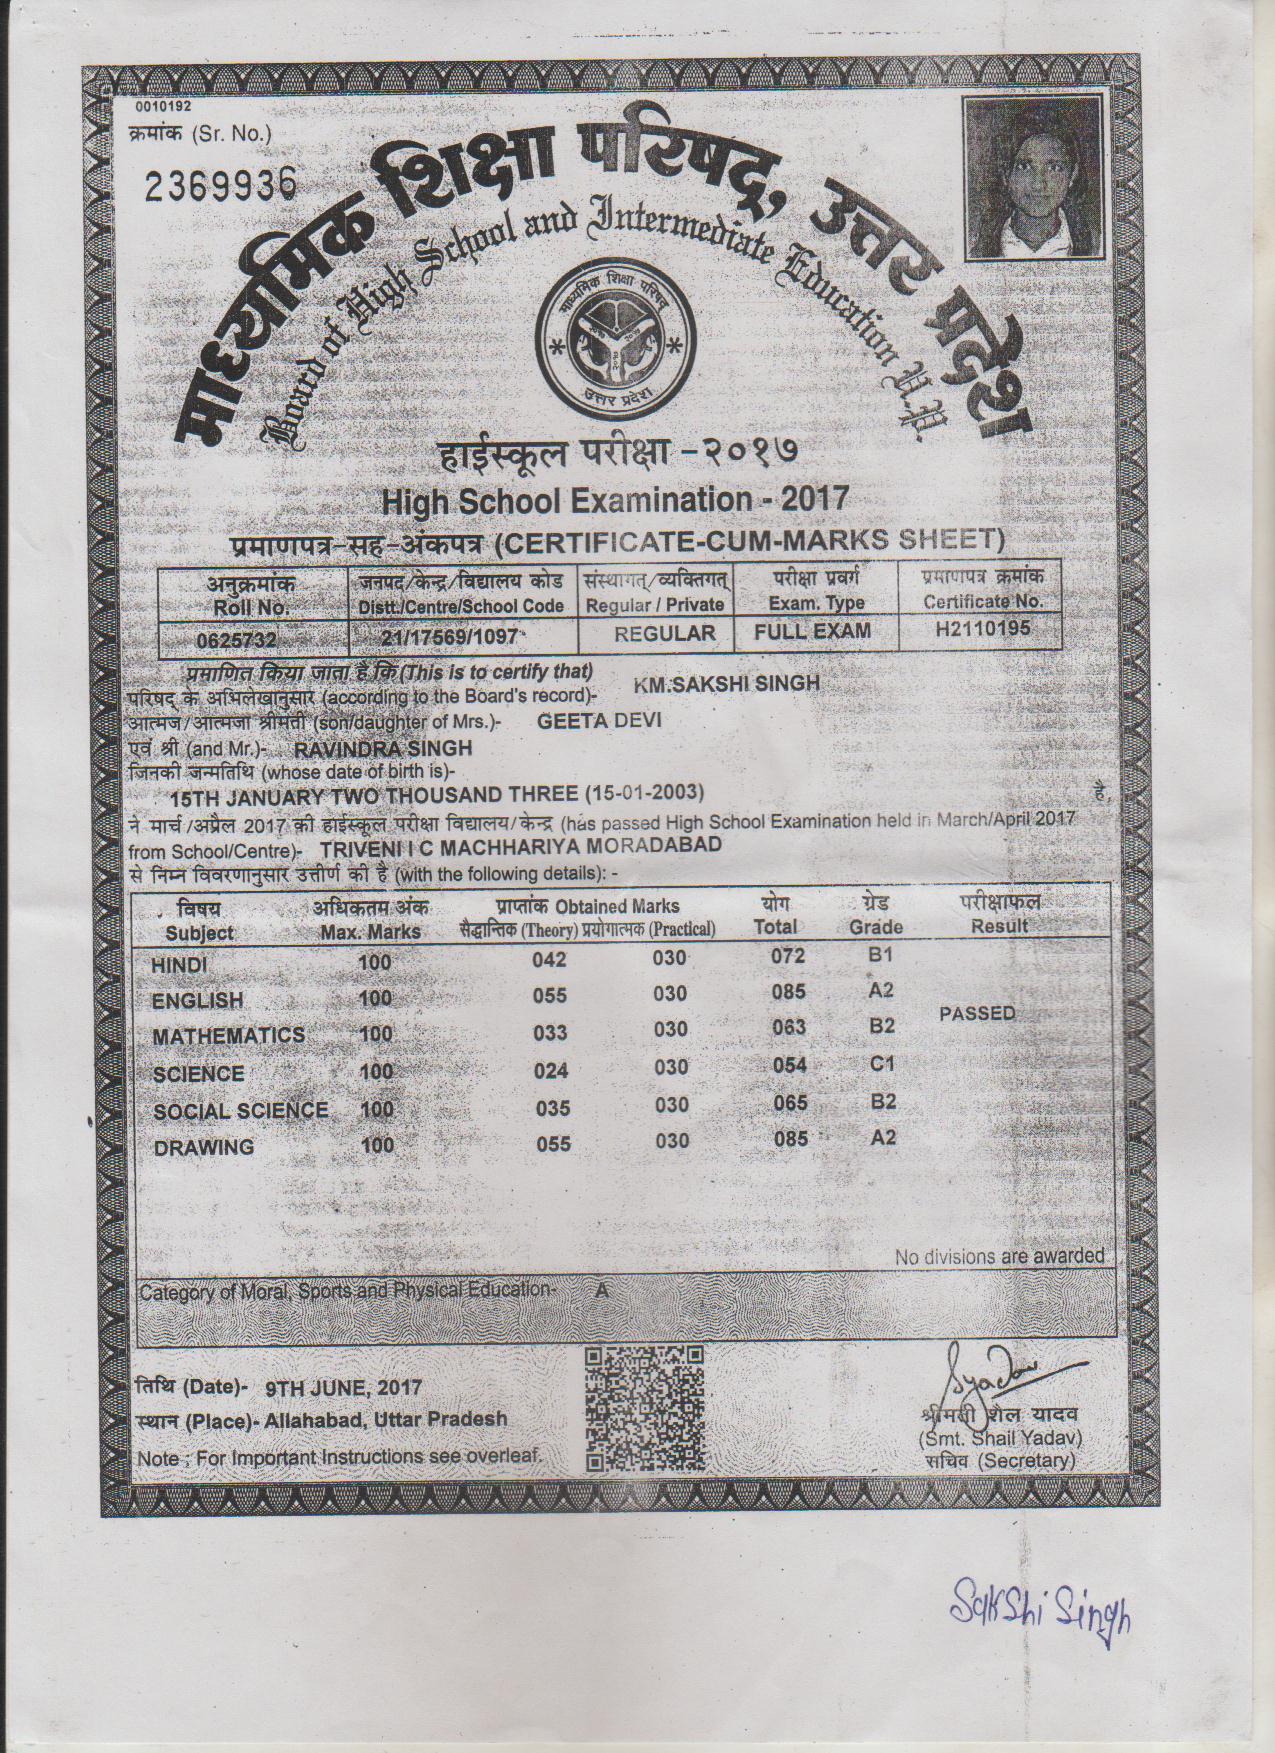 0010192
क्रमांक (Sr. No.)
2369936
माध्यमिक शिक्षा परिषद्, उत्तर प्रदेश
Board of High School and Intermediate Education U.P.
माध्यमिक शिक्षा परिषद्
उत्तर प्रदेश
हाईस्कूल परीक्षा - २०१७
High School Examination - 2017
प्रमाणपत्र-सह-अंकपत्र (CERTIFICATE-CUM-MARKS SHEET)
अनुक्रमांक जनपद/केन्द्र/विद्यालय कोड संस्थागत्/व्यक्तिगत् परीक्षा प्रवर्ग प्रमाणपत्र क्रमांक
Roll No. Distt./Centre/School Code Regular / Private Exam. Type Certificate No.
0625732 21/17569/1097 REGULAR FULL EXAM H2110195
प्रमाणित किया जाता है कि (This is to certify that)
परिषद् के अभिलेखानुसार (according to the Board's record)- KM.SAKSHI SINGH
आत्मज/आत्मजा श्रीमती (son/daughter of Mrs.)- GEETA DEVI
एवं श्री (and Mr.)- RAVINDRA SINGH
जिनकी जन्मतिथि (whose date of birth is)-
15TH JANUARY TWO THOUSAND THREE (15-01-2003) है,
ने मार्च/अप्रैल 2017 की हाईस्कूल परीक्षा विद्यालय/केन्द्र (has passed High School Examination held in March/April 2017
from School/Centre)- TRIVENI I C MACHHARIYA MORADABAD
से निम्न विवरणानुसार उत्तीर्ण की है (with the following details): -
विषय अधिकतम अंक प्राप्तांक Obtained Marks योग ग्रेड परीक्षाफल
Subject Max. Marks सैद्धान्तिक (Theory) प्रयोगात्मक (Practical) Total Grade Result
HINDI 100 042 030 072 B1
ENGLISH 100 055 030 085 A2
PASSED
MATHEMATICS 100 033 030 063 B2
SCIENCE 100 024 030 054 C1
SOCIAL SCIENCE 100 035 030 065 B2
DRAWING 100 055 030 085 A2
No divisions are awarded
Category of Moral, Sports and Physical Education- A
तिथि (Date)- 9TH JUNE, 2017
स्थान (Place)- Allahabad, Uttar Pradesh
Note : For Important Instructions see overleaf.
Syadav
श्रीमती शैल यादव
(Smt. Shail Yadav)
सचिव (Secretary)
Sakshi Singh